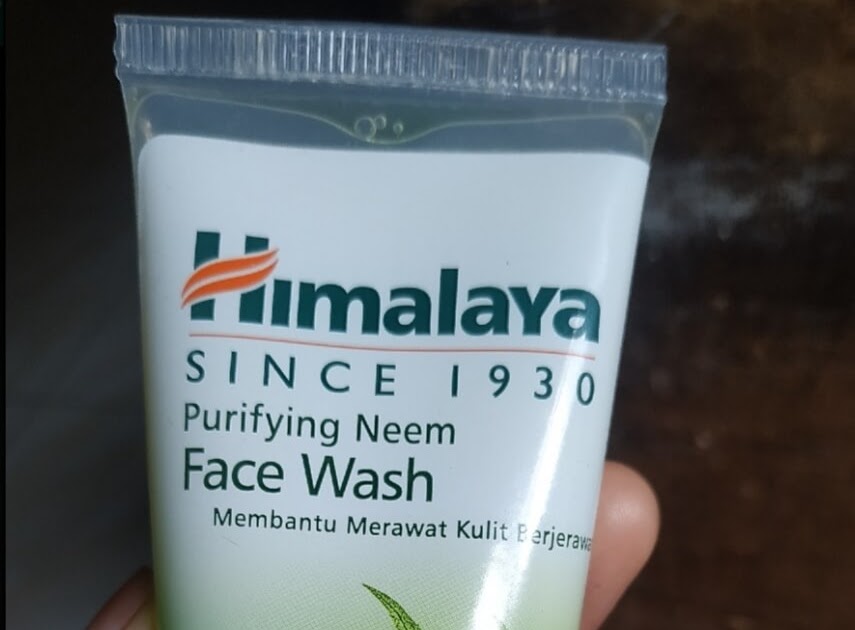 Himalaya
SINCE 1930
Purifying Neem
Face Wash
Membantu Merawat Kulit